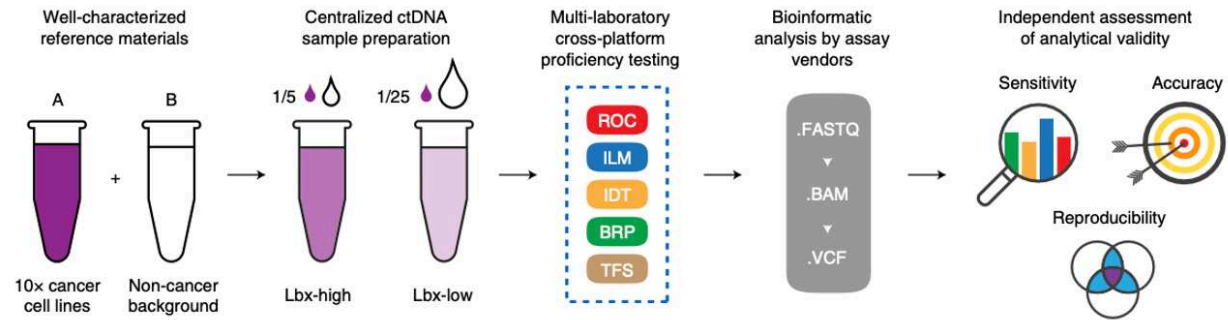 Well-characterized
reference materials
A
B
+
10× cancer
cell lines
Non-cancer
background
Centralized ctDNA
sample preparation
1/5
1/25
Lbx-high
Lbx-low
Multi-laboratory
cross-platform
proficiency testing
ROC
ILM
IDT
BRP
TFS
Bioinformatic
analysis by assay
vendors
.FASTQ
.BAM
.VCF
Independent assessment
of analytical validity
Sensitivity
Accuracy
Reproducibility